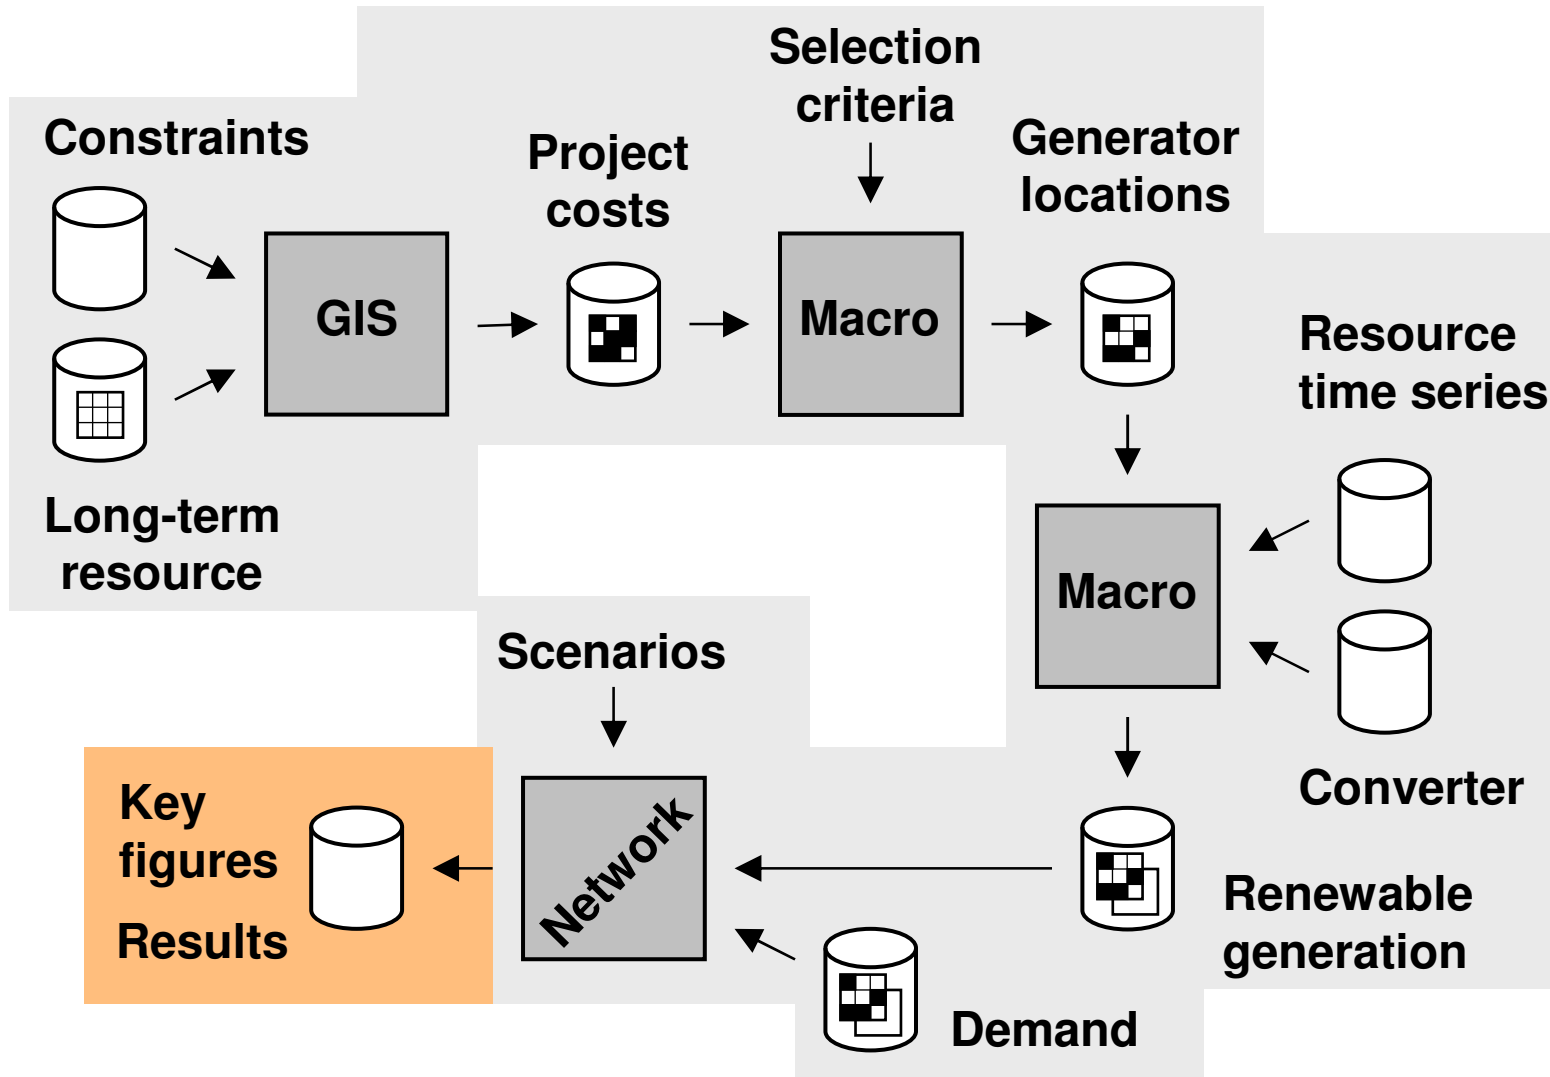 Selection
criteria
Constraints
Project
costs
Generator
locations
GIS
Macro
Resource
time series
Long-term
resource
Macro
Scenarios
Converter
Key
figures
Results
Network
Renewable
generation
Demand